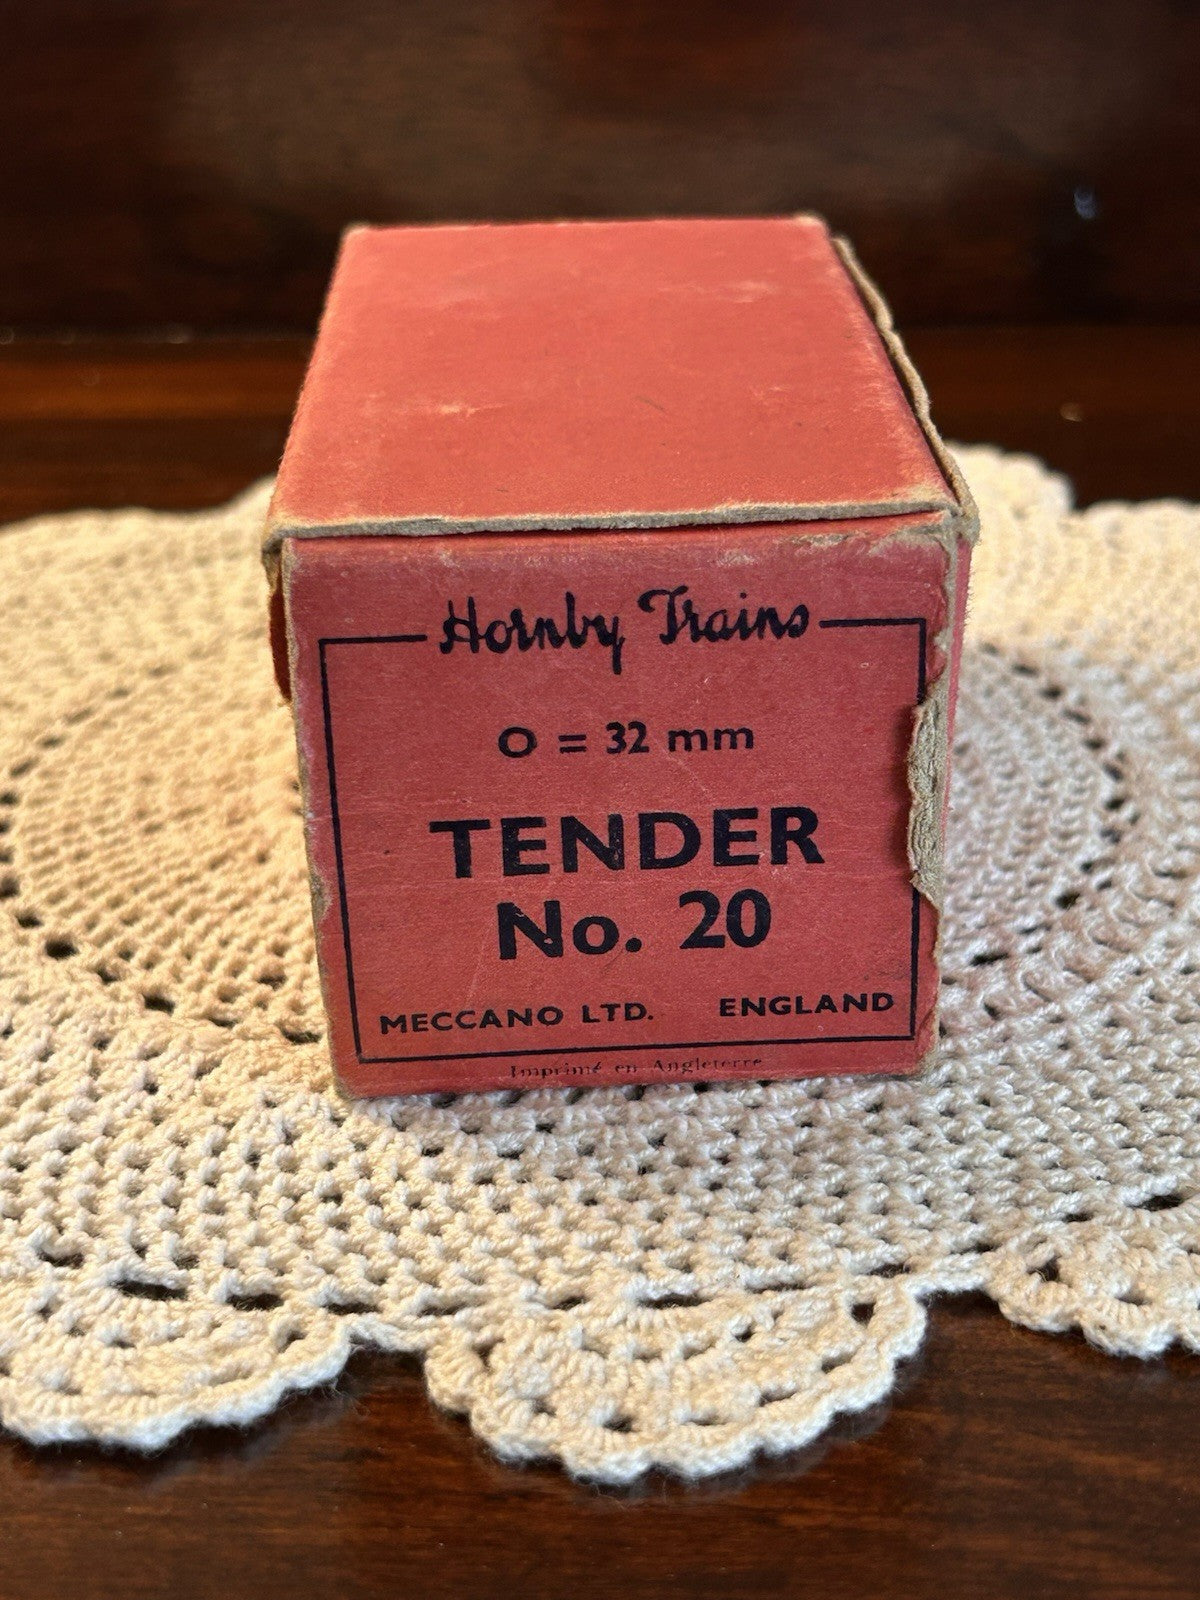 Hornby Trains
O = 32 mm
TENDER
No. 20
MECCANO LTD. ENGLAND
Imprimé en Angleterre